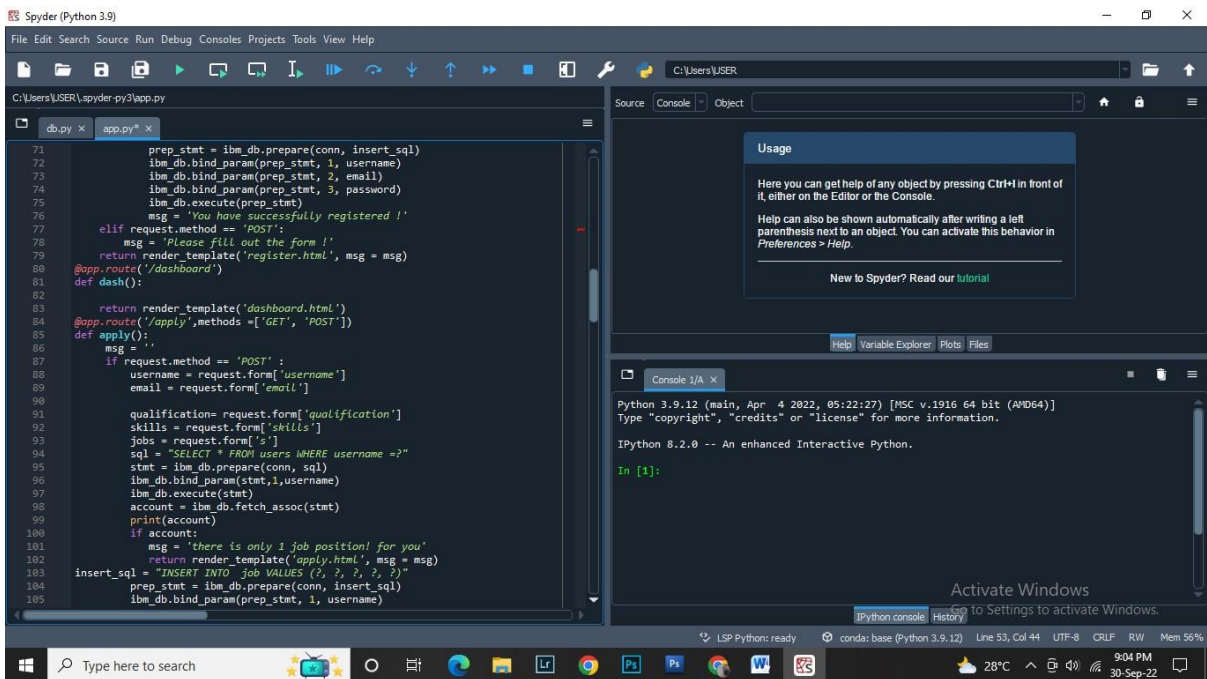 Spyder (Python 3.9)
File Edit Search Source Run Debug Consoles Projects Tools View Help
C:\Users\USER
C:\Users\USER\.spyder-py3\app.py
db.py × app.py* ×
71 prep_stmt = ibm_db.prepare(conn, insert_sql)
72 ibm_db.bind_param(prep_stmt, 1, username)
73 ibm_db.bind_param(prep_stmt, 2, email)
74 ibm_db.bind_param(prep_stmt, 3, password)
75 ibm_db.execute(prep_stmt)
76 msg = 'You have successfully registered !'
77 elif request.method == 'POST':
78 msg = 'Please fill out the form !'
79 return render_template('register.html', msg = msg)
80 @app.route('/dashboard')
81 def dash():
82
83 return render_template('dashboard.html')
84 @app.route('/apply',methods =['GET', 'POST'])
85 def apply():
86 msg = ''
87 if request.method == 'POST' :
88 username = request.form['username']
89 email = request.form['email']
90
91 qualification= request.form['qualification']
92 skills = request.form['skills']
93 jobs = request.form['s']
94 sql = "SELECT * FROM users WHERE username =?"
95 stmt = ibm_db.prepare(conn, sql)
96 ibm_db.bind_param(stmt,1,username)
97 ibm_db.execute(stmt)
98 account = ibm_db.fetch_assoc(stmt)
99 print(account)
100 if account:
101 msg = 'there is only 1 job position! for you'
102 return render_template('apply.html', msg = msg)
103 insert_sql = "INSERT INTO job VALUES (?, ?, ?, ?, ?)"
104 prep_stmt = ibm_db.prepare(conn, insert_sql)
105 ibm_db.bind_param(prep_stmt, 1, username)
Source Console Object
Usage
Here you can get help of any object by pressing Ctrl+I in front of
it, either on the Editor or the Console.
Help can also be shown automatically after writing a left
parenthesis next to an object. You can activate this behavior in
Preferences > Help.
New to Spyder? Read our tutorial
Help Variable Explorer Plots Files
Console 1/A ×
Python 3.9.12 (main, Apr 4 2022, 05:22:27) [MSC v.1916 64 bit (AMD64)]
Type "copyright", "credits" or "license" for more information.
IPython 8.2.0 -- An enhanced Interactive Python.
In [1]:
Activate Windows
Go to Settings to activate Windows.
IPython console History
LSP Python: ready conda: base (Python 3.9.12) Line 53, Col 44 UTF-8 CRLF RW Mem 56%
Type here to search
Lr
Ps
Ps
W
28°C
9:04 PM
30-Sep-22